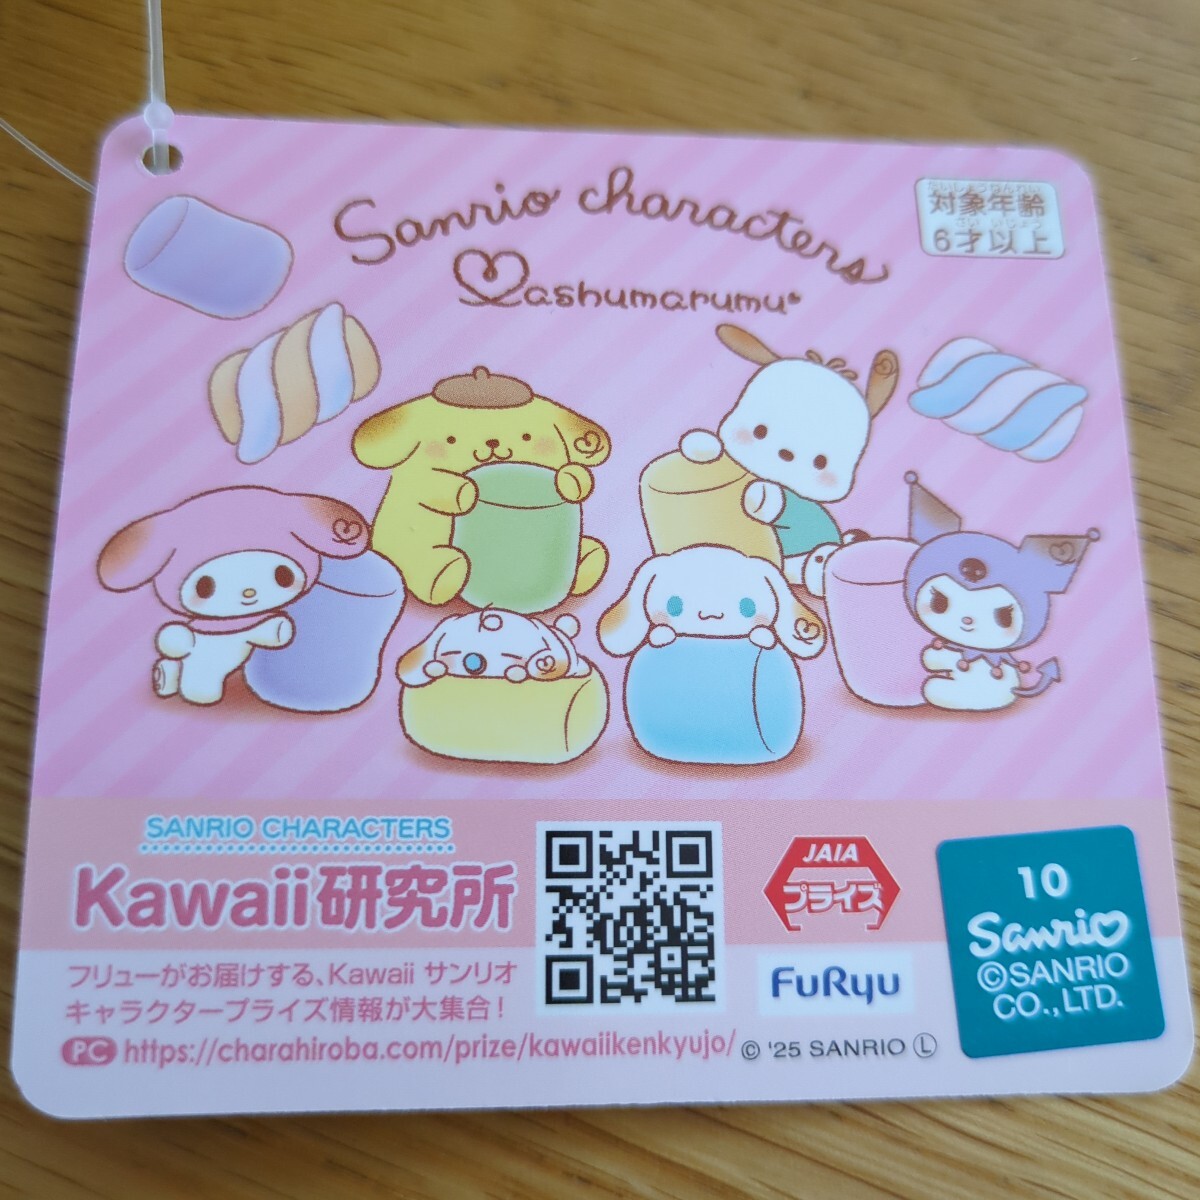 Sanrio characters
Mashumarumu
対象年齢
6才以上
SANRIO CHARACTERS
Kawaii研究所
フリューがお届けする、Kawaii サンリオ
キャラクタープライズ情報が大集合！
PC https://charahiroba.com/prize/kawaiikenkyujo/
JAIA
プライズ
FuRyu
© '25 SANRIO Ⓛ
10
Sanrio
©SANRIO
CO.,LTD.